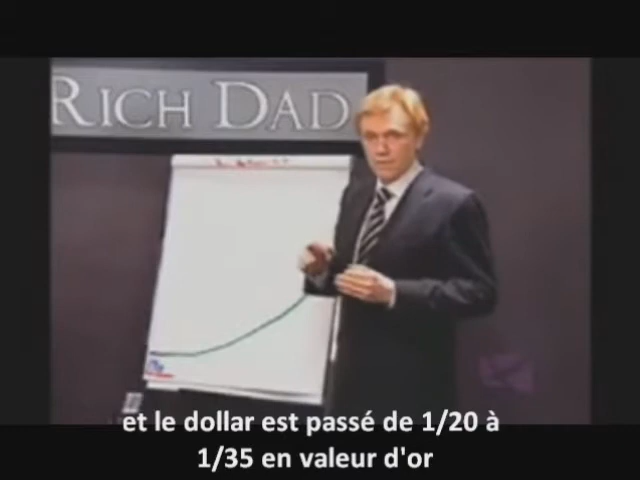 RICH DAD
et le dollar est passé de 1/20 à
1/35 en valeur d'or